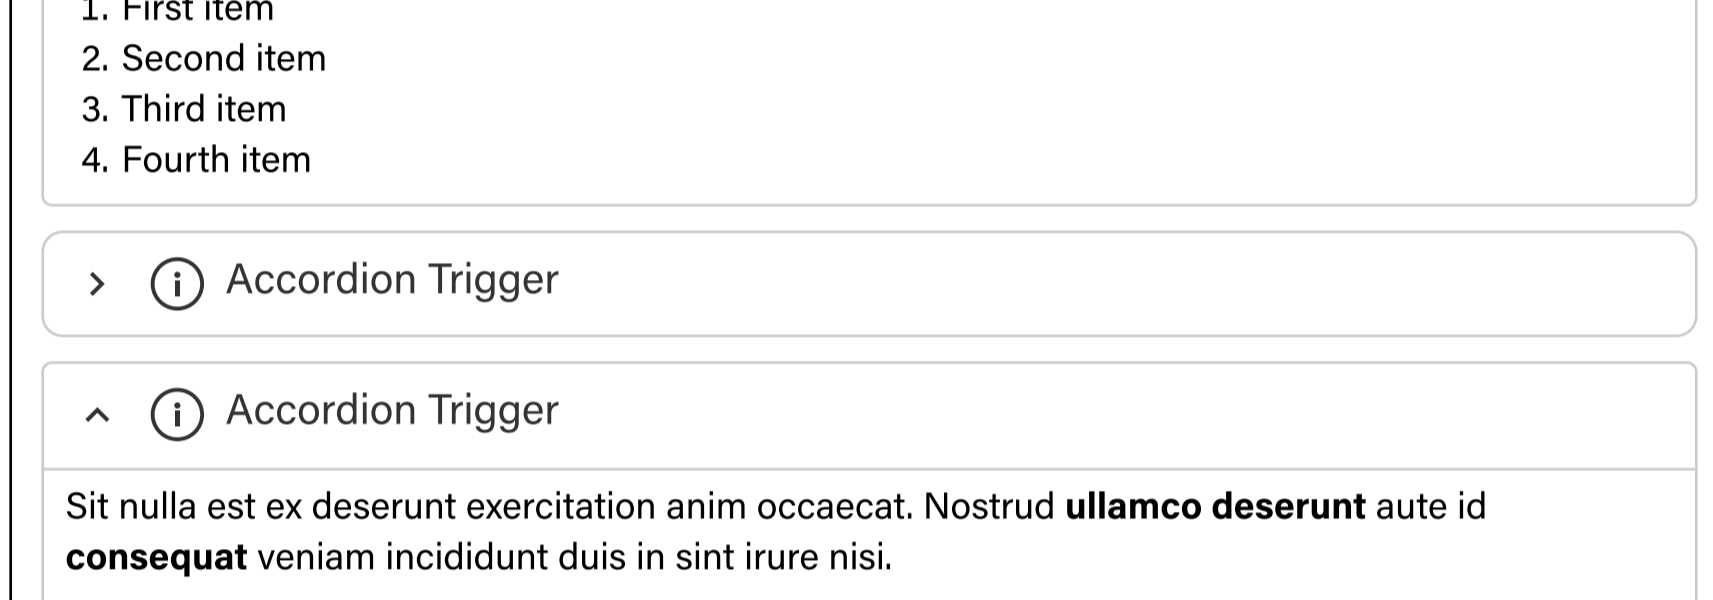 1. First item
2. Second item
3. Third item
4. Fourth item
Accordion Trigger
Accordion Trigger
Sit nulla est ex deserunt exercitation anim occaecat. Nostrud ullamco deserunt aute id
consequat veniam incididunt duis in sint irure nisi.